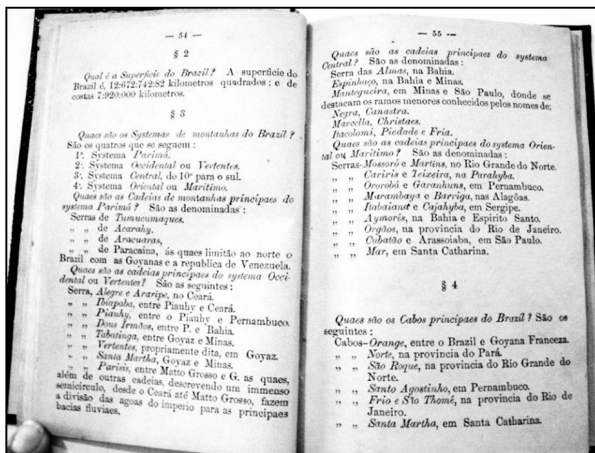 — 54 —
§ 2
Qual é a Superficie do Brazil? A superficie do
Brazil é, 12:672:742:82 kilometros quadrados; e de
costas 7:920:000 kilometros.
§ 3
Quaes são os Systemas de montanhas do Brazil?
São os quatros que se seguem:
1º. Systema Parimá.
2º. Systema Occidental ou Vertentes.
3º. Systema Central, do 10º para o sul.
4º. Systema Oriental ou Maritimo.
Quaes são as Cadeias de montanhas principaes do
systema Parimá? São as denominadas:
Serras de Tumucumaques.
„ „ de Acarahy,
„ „ de Aracuaras,
„ „ de Paracaina, ás quaes limitão ao norte o
Brazil com as Goyanas e a republica de Venezuela.
Quaes são as cadeias principaes do systema Occi-
dental ou Vertentes? São as seguintes:
Serra, Alegre e Araripe, no Ceará.
„ „ Ibiapaba, entre Piauhy e Ceará.
„ „ Piauhy, entre o Piauhy e Pernambuco.
„ „ Dous Irmãos, entre P. e Bahia.
„ „ Tabatinga, entre Goyaz e Minas.
„ „ Vertentes, propriamente dita, em Goyaz.
„ „ Santa Martha, Goyaz e Minas.
„ „ Parisis, entre Matto Grosso e G. as quaes,
além de outras cadeias, descrevendo um immenso
semicirculo, desde o Ceará até Matto Grosso, fazem
a divisão das agoas do imperio para as principaes
bacias fluviaes.
— 55 —
Quaes são as cadeias principaes do systema
Central? São as denominadas:
Serra das Almas, na Bahia.
Espinhaço, na Bahia e Minas.
Mantegueira, em Minas e São Paulo, donde se
destacam os ramos menores conhecidos pelos nomes de:
Negra, Canastra.
Marcella, Christaes.
Itacolomi, Piedade e Fria.
Quaes são as cadeias principaes do systema Orien-
tal ou Maritimo? São as denominadas:
Serras-Mossoró e Martins, no Rio Grande do Norte.
„ „ Cariris e Teixeira, na Parahyba.
„ „ Ororobá e Garanhuns, em Pernambuco.
„ „ Marambaya e Barriga, nas Alagôas.
„ „ Itabaiana e Cajahyba, em Sergipe.
„ „ Aymorés, na Bahia e Espirito Santo.
„ „ Orgãos, na provincia do Rio de Janeiro.
„ „ Cubatão e Arassoiaba, em São Paulo.
„ „ Mar, em Santa Catharina.
§ 4
Quaes são os Cabos principaes do Brazil? São os
seguintes:
Cabos-Orange, entre o Brazil e Goyana Franceza.
„ „ Norte, na provincia do Pará.
„ „ São Roque, na provincia do Rio Grande do
Norte.
„ „ Santo Agostinho, em Pernambuco.
„ „ Frio e São Thomé, na provincia do Rio de
Janeiro.
„ „ Santa Martha, em Santa Catharina.